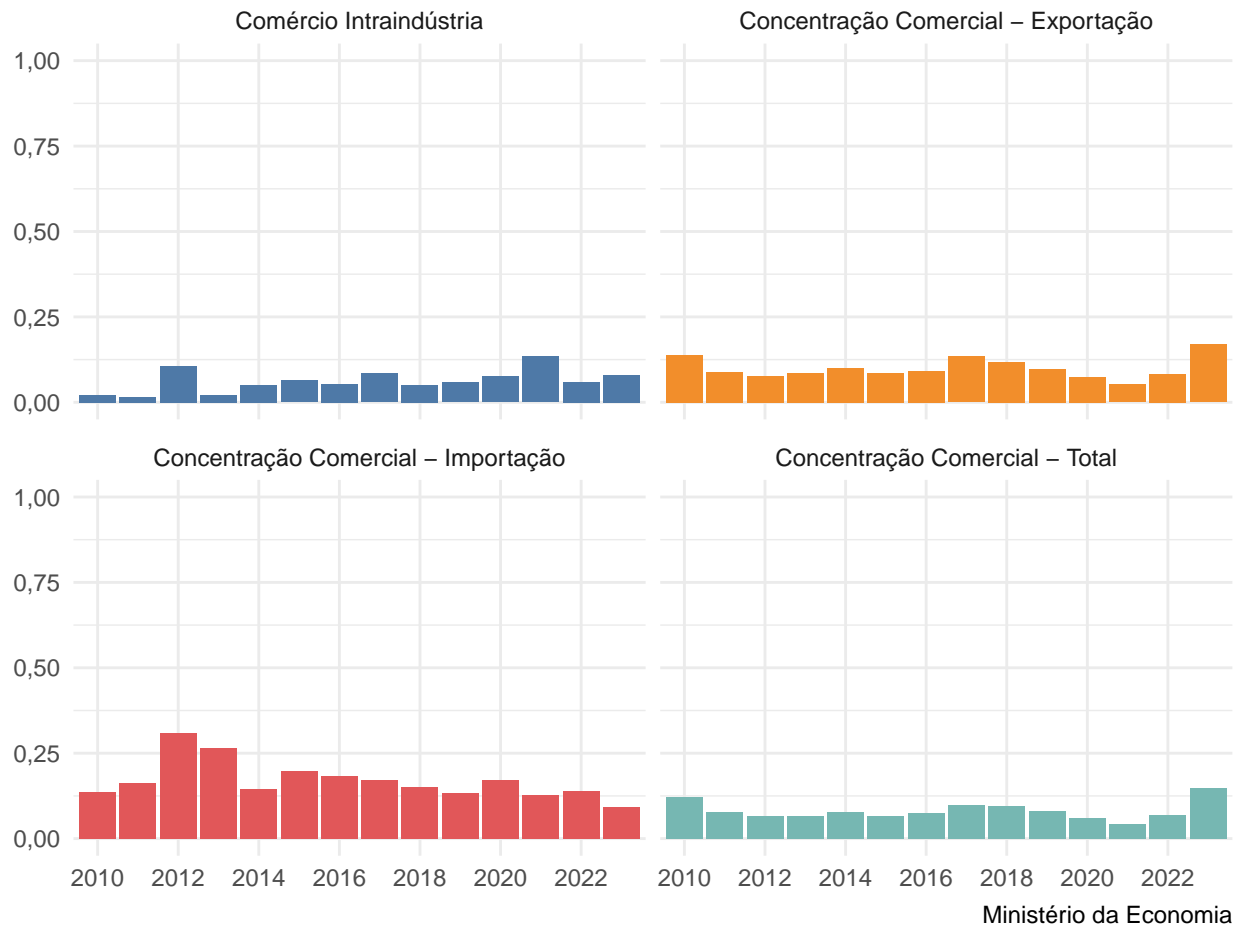 Comércio Intraindústria
Concentração Comercial – Exportação
1,00
0,75
0,50
0,25
0,00
Concentração Comercial – Importação
Concentração Comercial – Total
1,00
0,75
0,50
0,25
0,00
2010 2012 2014 2016 2018 2020 2022
2010 2012 2014 2016 2018 2020 2022
Ministério da Economia